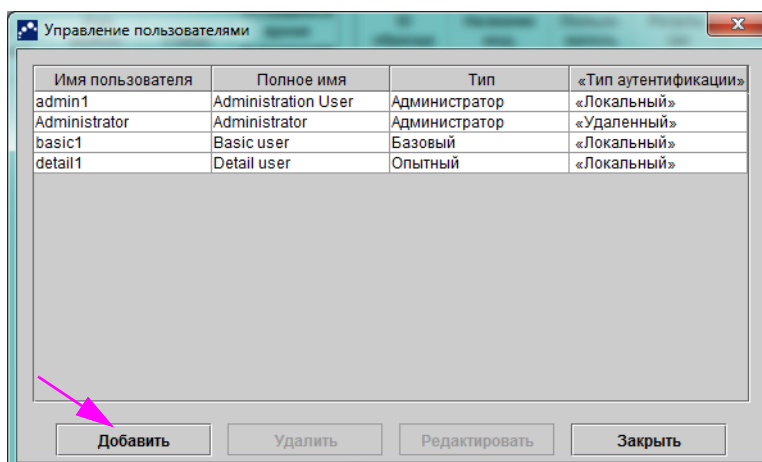 Управление пользователями
Имя пользователя Полное имя Тип «Тип аутентификации»
admin1 Administration User Администратор «Локальный»
Administrator Administrator Администратор «Удаленный»
basic1 Basic user Базовый «Локальный»
detail1 Detail user Опытный «Локальный»
Добавить Удалить Редактировать Закрыть